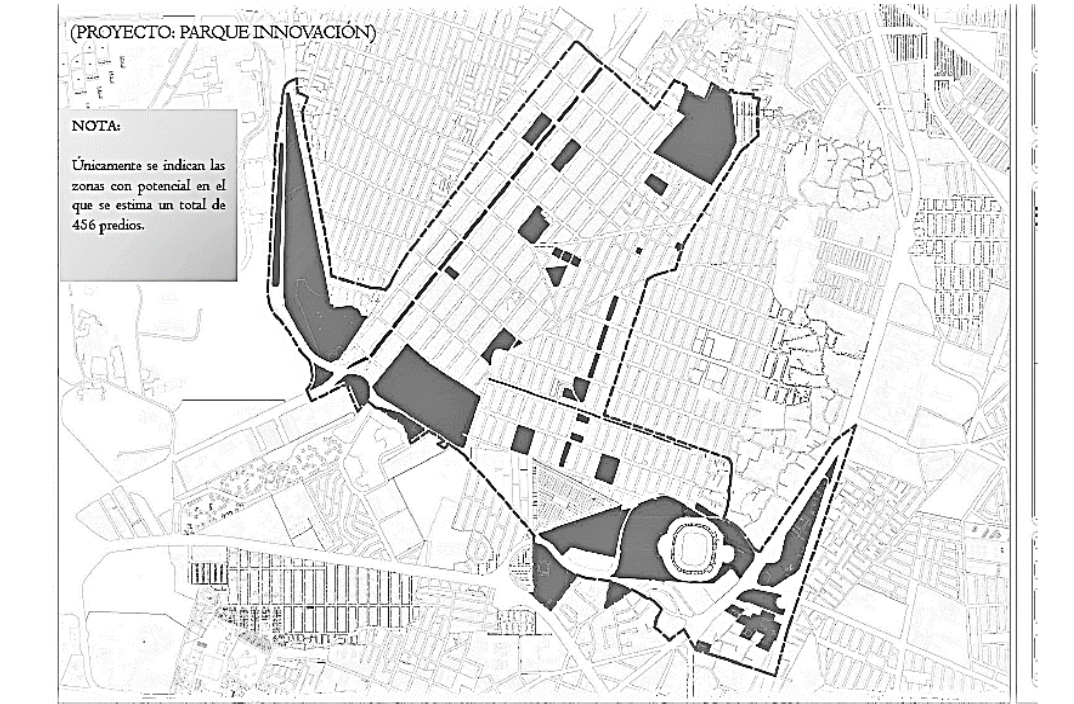 (PROYECTO: PARQUE INNOVACIÓN)
NOTA:
Únicamente se indican las
zonas con potencial en el
que se estima un total de
456 predios.